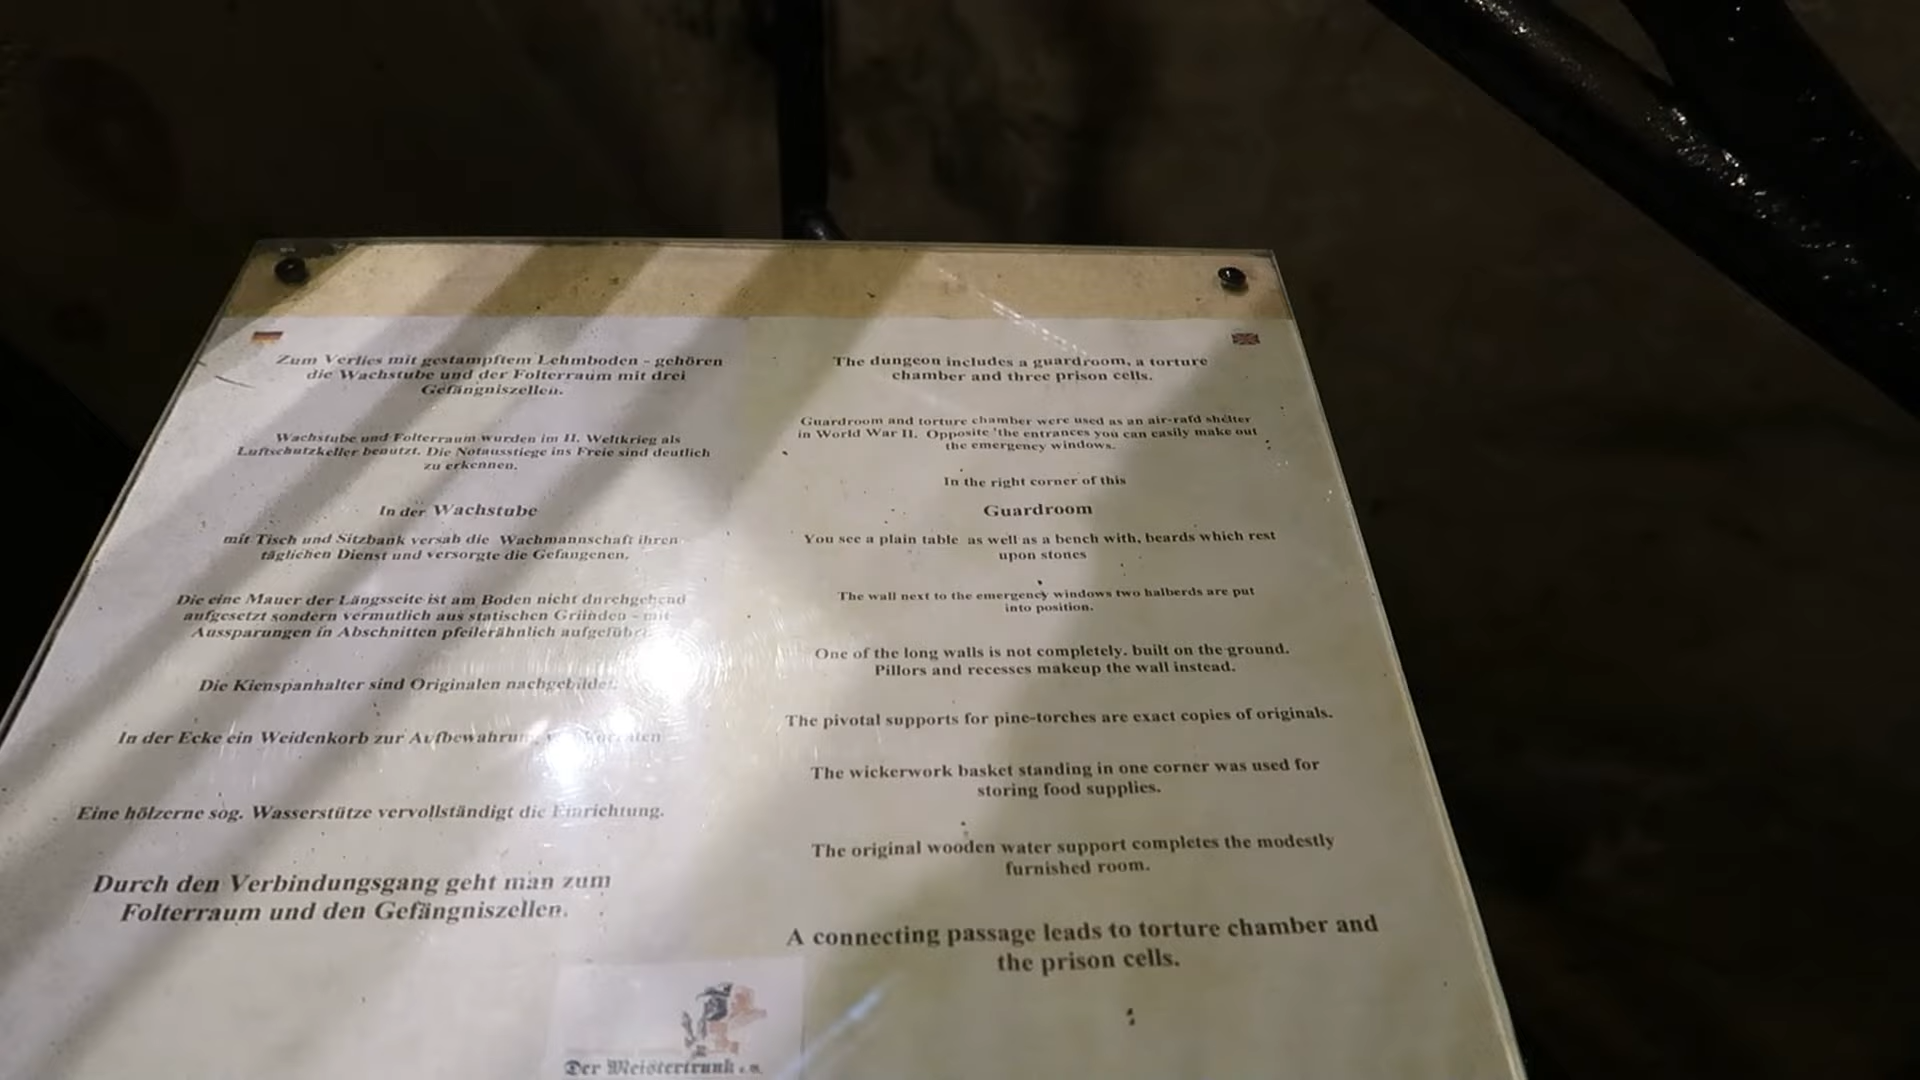 Zum Verlies mit gestampftem Lehmboden - gehören
die Wachstube und der Folterraum mit drei
Gefängniszellen.
Wachstube und Folterraum wurden im II. Weltkrieg als
Luftschutzkeller benutzt. Die Notausstiege ins Freie sind deutlich
zu erkennen.
In der Wachstube
mit Tisch und Sitzbank versah die Wachmannschaft ihren
täglichen Dienst und versorgte die Gefangenen.
Die eine Mauer der Längsseite ist am Boden nicht durchgehend
aufgesetzt sondern vermutlich aus statischen Gründen - mit
Aussparungen in Abschnitten pfeilerähnlich aufgeführt
Die Kienspanhalter sind Originalen nachgebildet.
In der Ecke ein Weidenkorb zur Aufbewahrung
Eine hölzerne sog. Wasserstütze vervollständigt die Einrichtung.
Durch den Verbindungsgang geht man zum
Folterraum und den Gefängniszellen.
The dungeon includes a guardroom, a torture
chamber and three prison cells.
Guardroom and torture chamber were used as an air-rafd shelter
in World War II. Opposite 'the entrances you can easily make out
the emergency windows.
In the right corner of this
Guardroom
You see a plain table as well as a bench with, beards which rest
upon stones
The wall next to the emergency windows two halberds are put
into position.
One of the long walls is not completely. built on the ground.
Pillors and recesses makeup the wall instead.
The pivotal supports for pine-torches are exact copies of originals.
The wickerwork basket standing in one corner was used for
storing food supplies.
The original wooden water support completes the modestly
furnished room.
A connecting passage leads to torture chamber and
the prison cells.
Der Meistertrunk e.V.